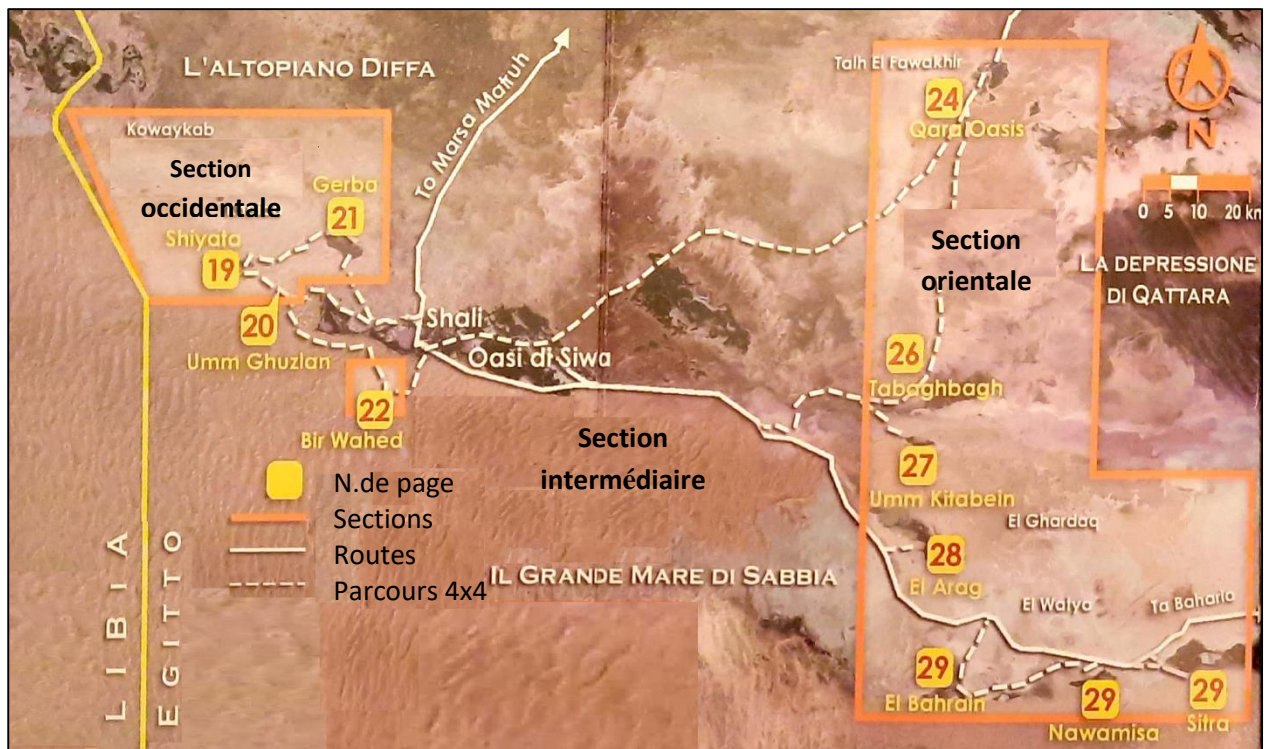 L'ALTOPIANO DIFFA
To Marsa Matruh
Talh El Fawakhir
24
Qara Oasis
N
0 5 10 20 km
Kowaykab
Section
occidentale
Gerba
21
Shiyata
19
20
Umm Ghuzlan
Shali
Oasi di Siwa
22
Bir Wahed
Section
orientale
LA DEPRESSIONE
DI QATTARA
26
Tabaghbagh
27
Umm Kitabein
El Ghardaq
Section
intermédiaire
N.de page
Sections
Routes
Parcours 4x4
LIBIA
EGITTO
IL GRANDE MARE DI SABBIA
28
El Arag
El Watya
Ta Baharia
29
El Bahrain
29
Nawamisa
29
Sitra